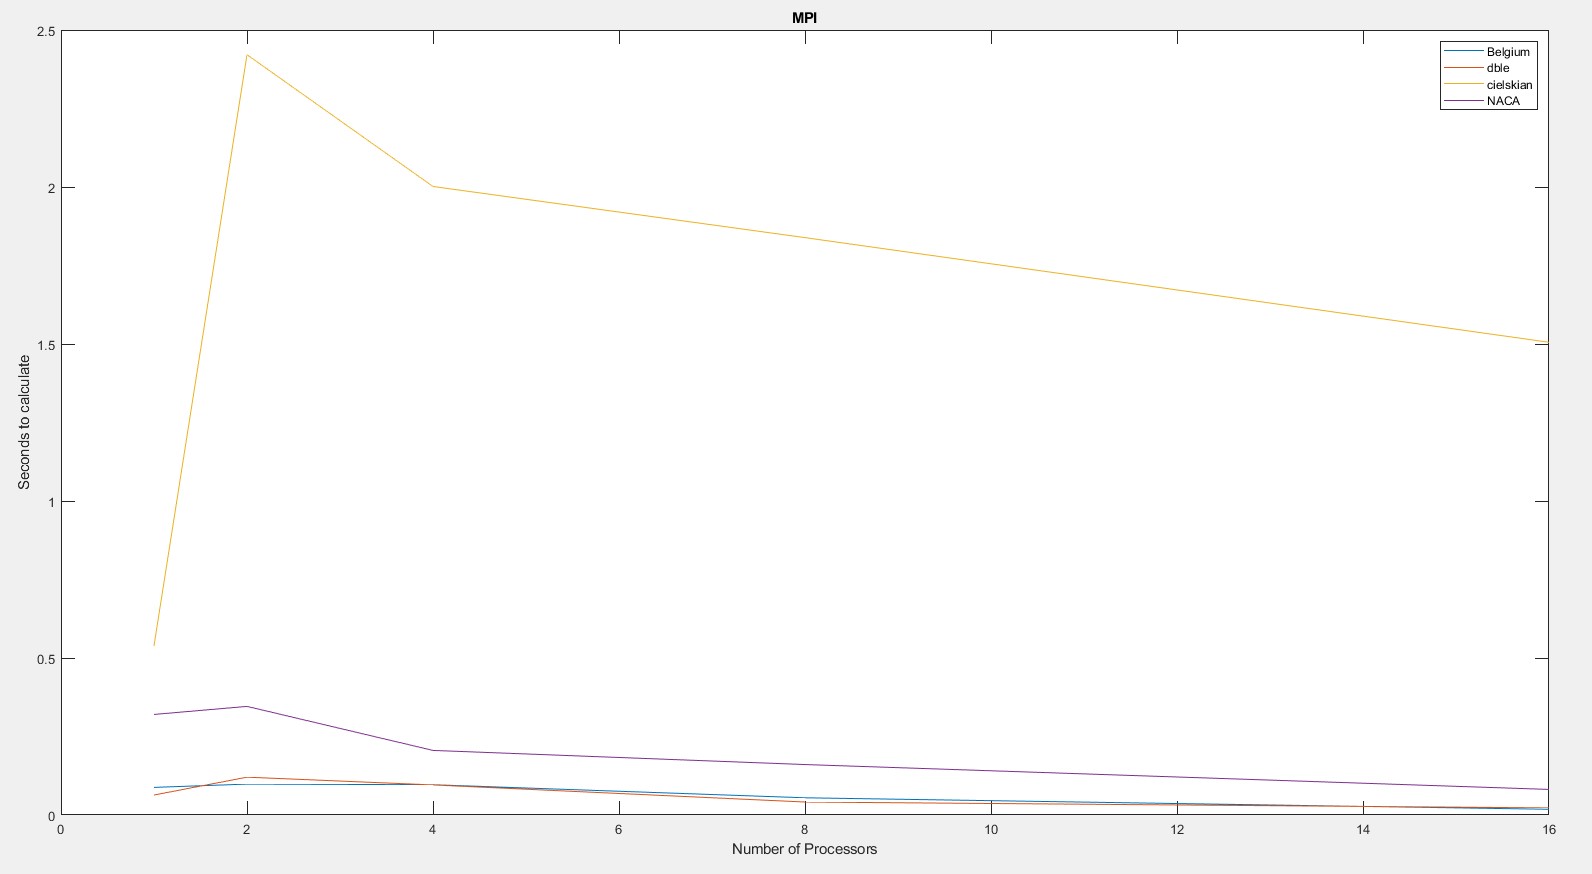 MPI
2.5
2
1.5
1
0.5
0
Seconds to calculate
Belgium
dble
cielskian
NACA
0 2 4 6 8 10 12 14 16
Number of Processors